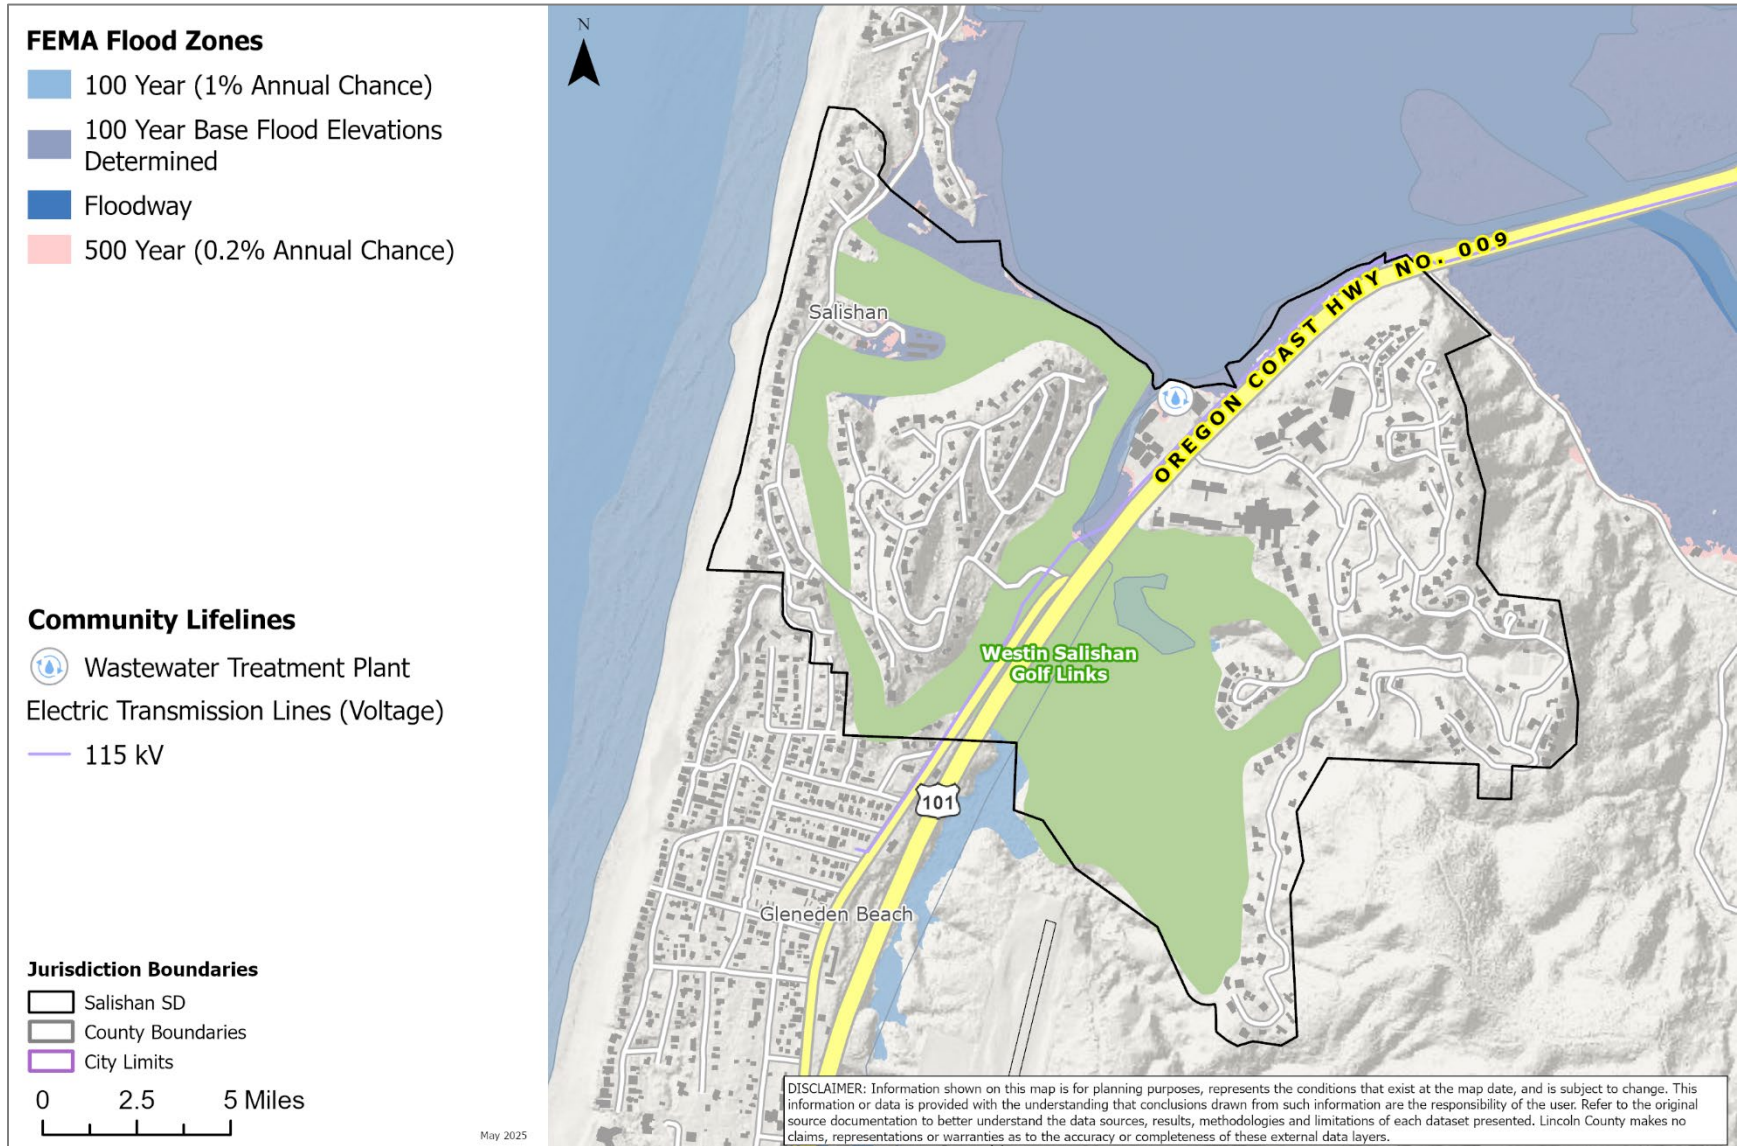 FEMA Flood Zones
100 Year (1% Annual Chance)
100 Year Base Flood Elevations
Determined
Floodway
500 Year (0.2% Annual Chance)
Community Lifelines
Wastewater Treatment Plant
Electric Transmission Lines (Voltage)
115 kV
Jurisdiction Boundaries
Salishan SD
County Boundaries
City Limits
0 2.5 5 Miles
May 2025
N
OREGON COAST HWY NO. 009
Salishan
Westin Salishan
Golf Links
101
Gleneden Beach
DISCLAIMER: Information shown on this map is for planning purposes, represents the conditions that exist at the map date, and is subject to change. This
information or data is provided with the understanding that conclusions drawn from such information are the responsibility of the user. Refer to the original
source documentation to better understand the data sources, results, methodologies and limitations of each dataset presented. Lincoln County makes no
claims, representations or warranties as to the accuracy or completeness of these external data layers.